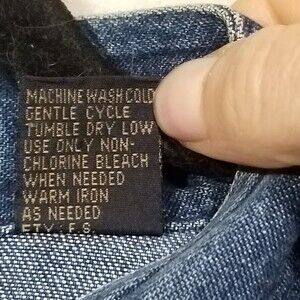 MACHINE WASH COLD
GENTLE CYCLE
TUMBLE DRY LOW
USE ONLY NON-
CHLORINE BLEACH
WHEN NEEDED
WARM IRON
AS NEEDED